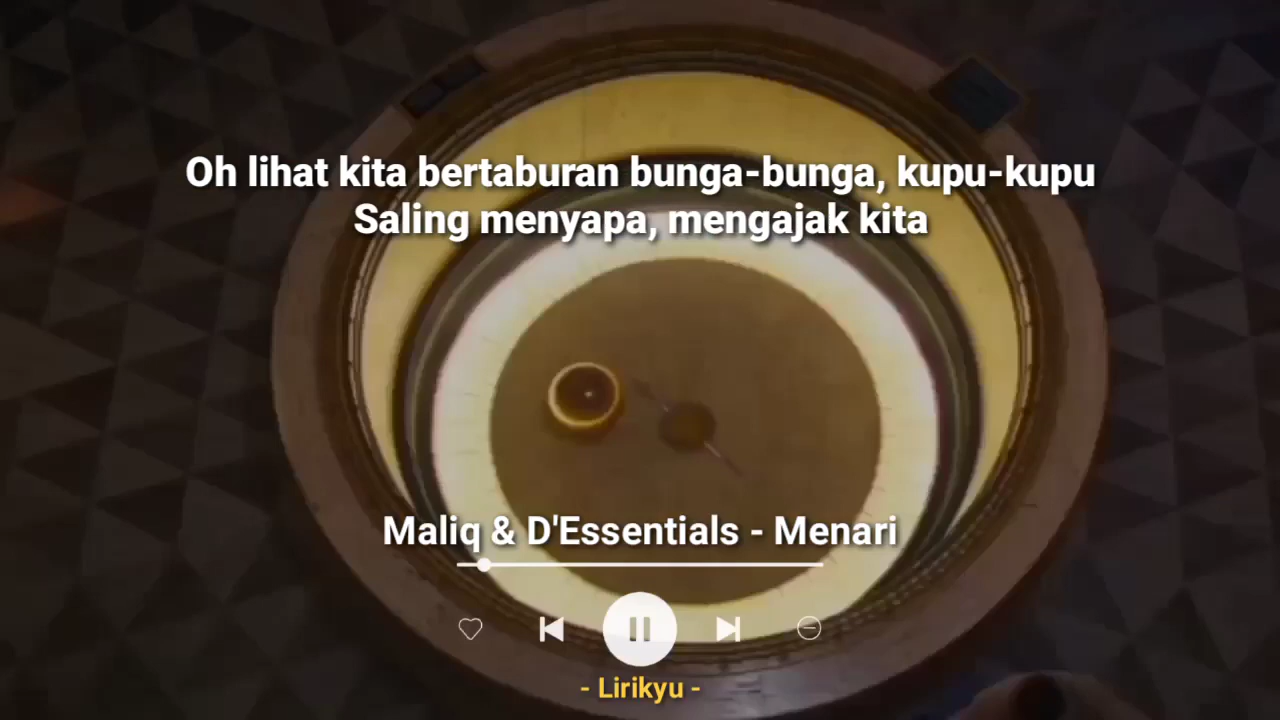 Oh lihat kita bertaburan bunga-bunga, kupu-kupu
Saling menyapa, mengajak kita
Maliq & D'Essentials - Menari
- Lirikyu -